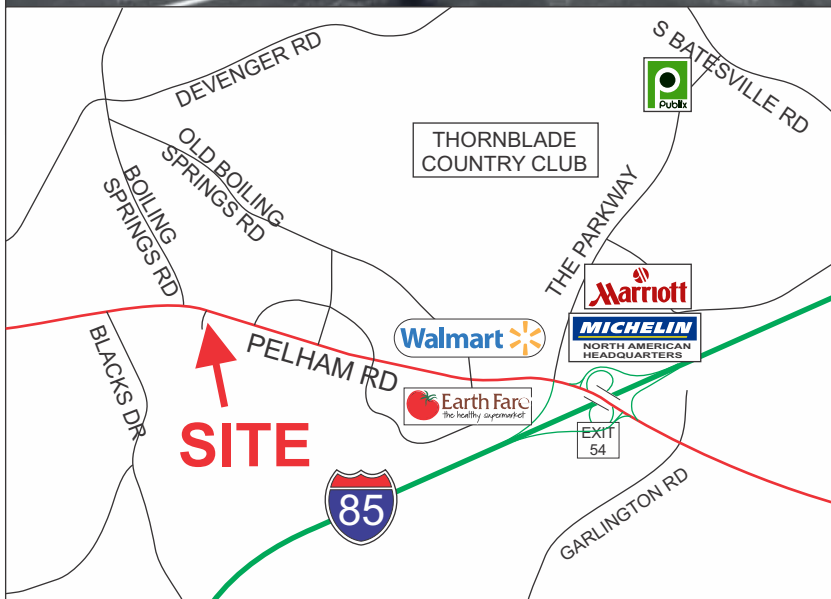 S BATESVILLE RD
DEVENGER RD
Publix
OLD BOILING
SPRINGS RD
THORNBLADE
COUNTRY CLUB
BOILING
SPRINGS RD
THE PARKWAY
Marriott
MICHELIN
NORTH AMERICAN
HEADQUARTERS
Walmart
BLACKS DR
PELHAM RD
Earth Fare
the healthy supermarket
EXIT
54
SITE
85
GARLINGTON RD